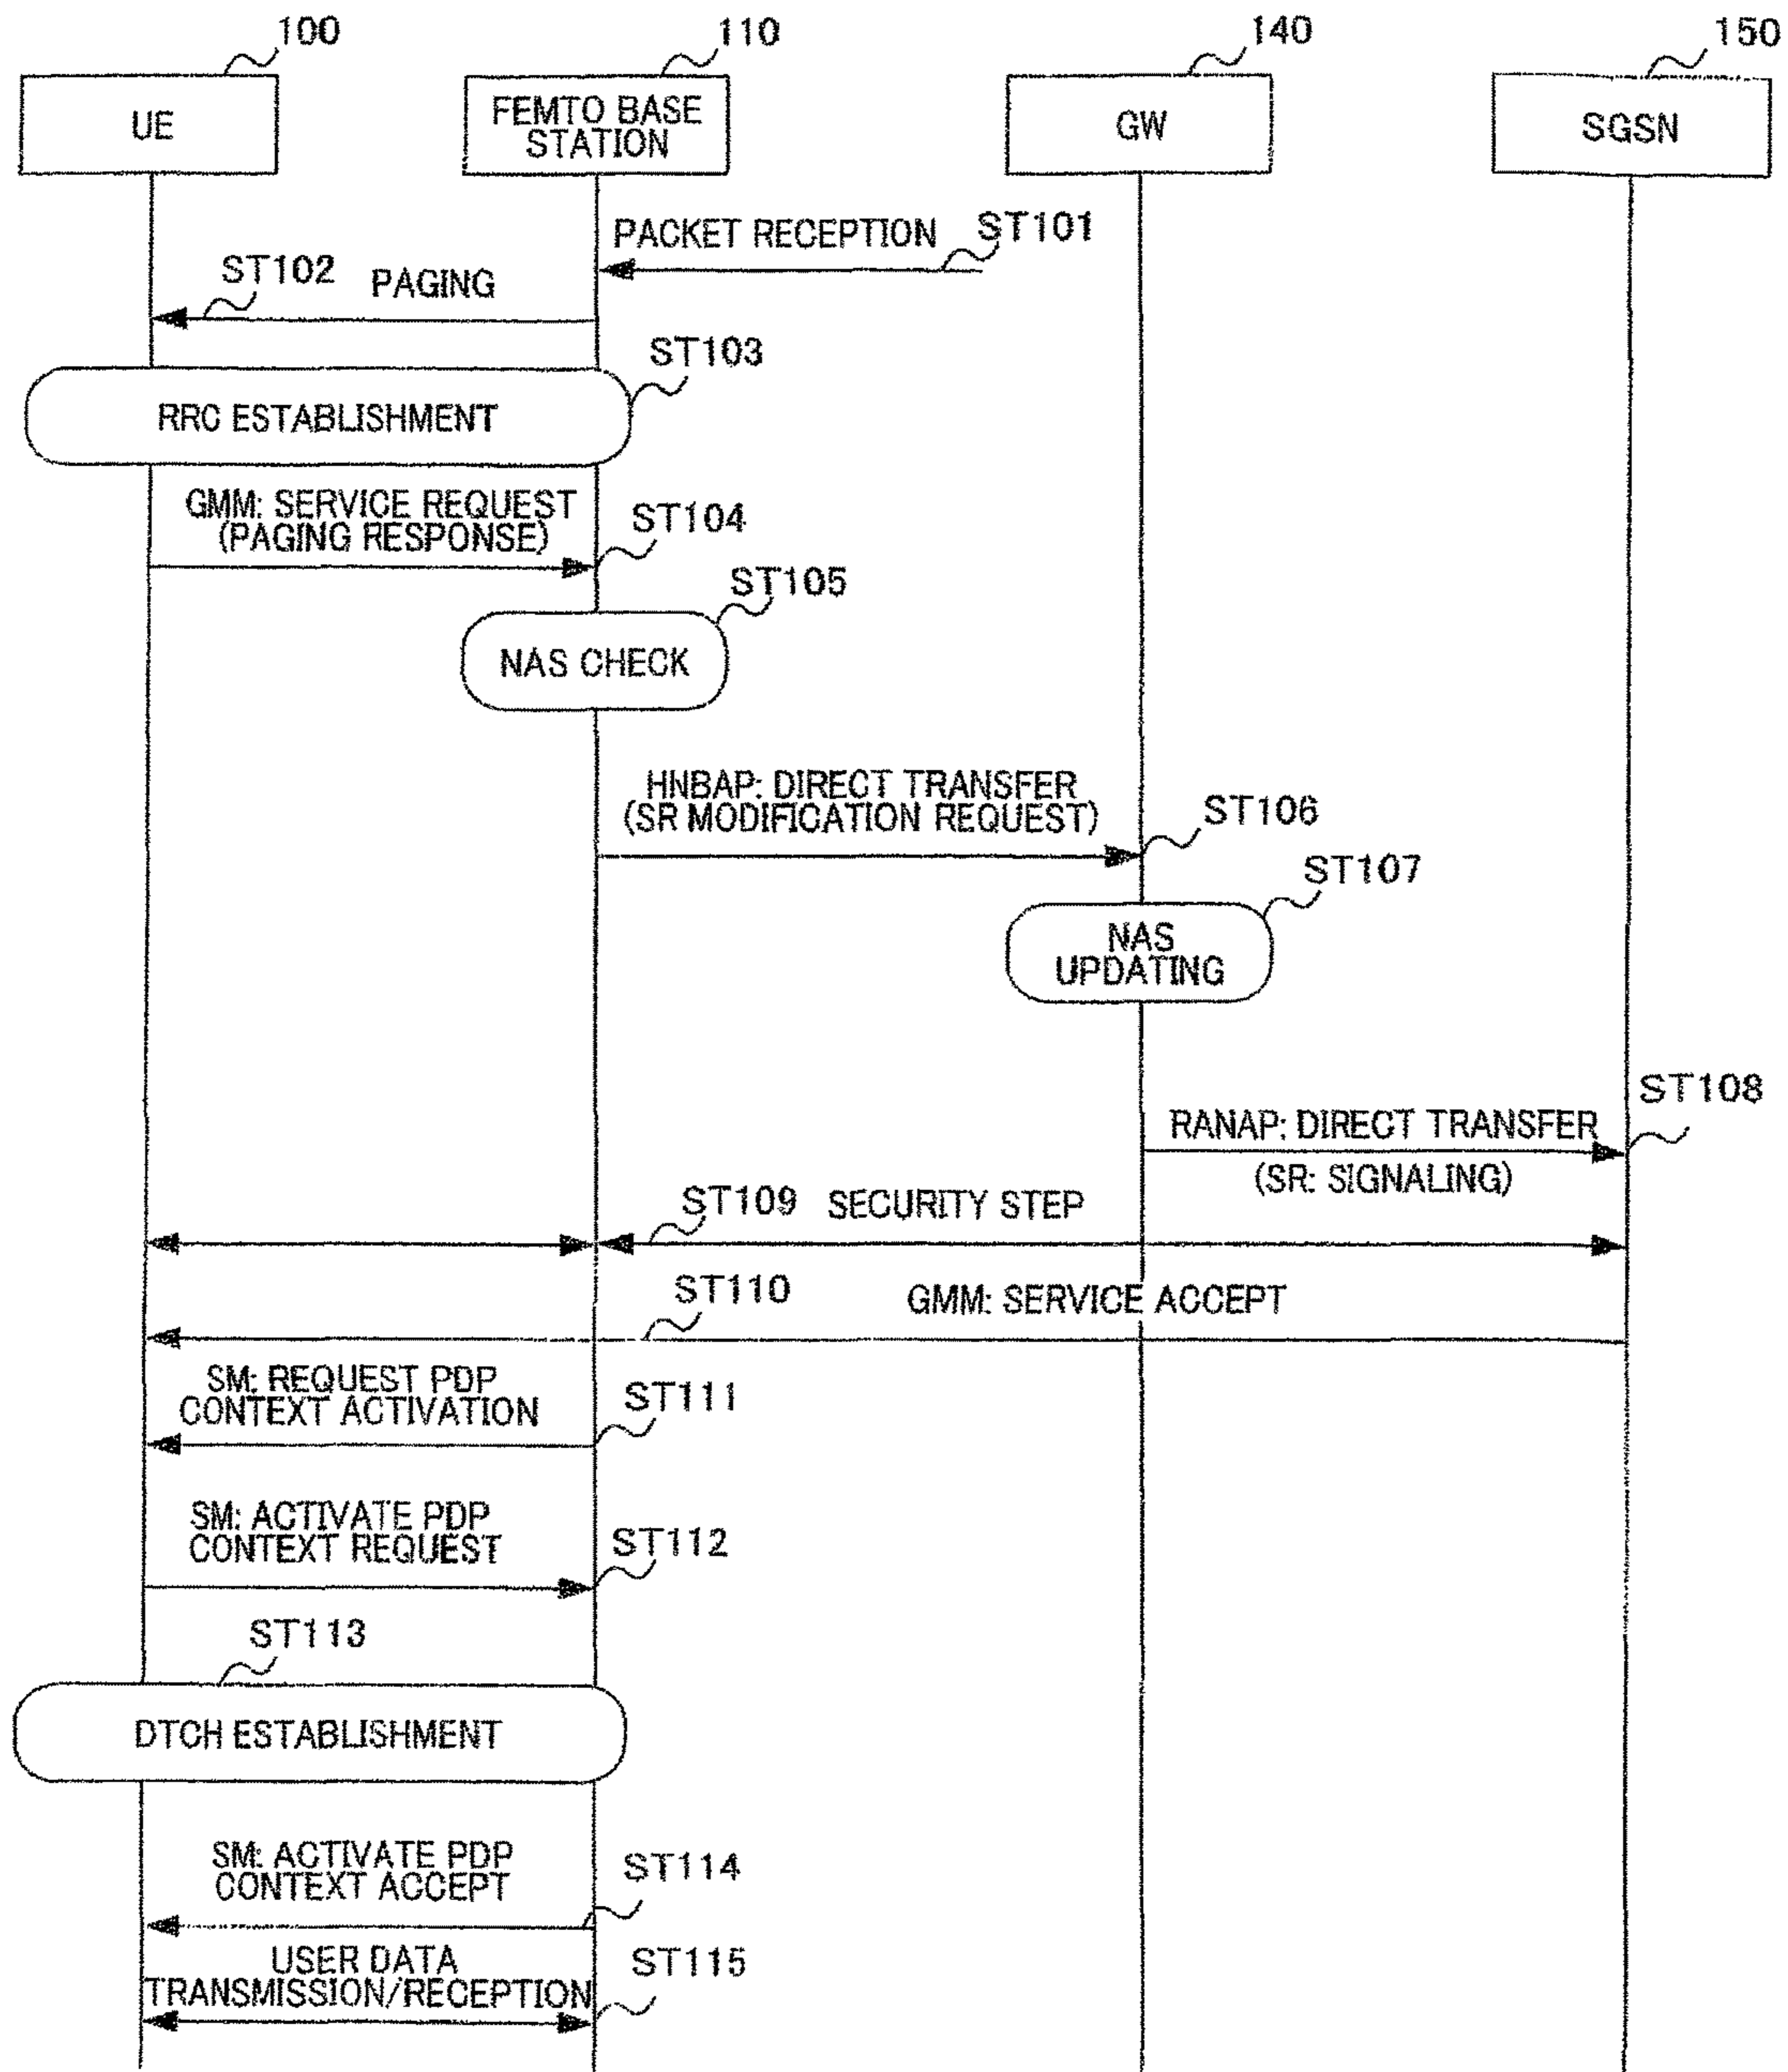 100
110
140
150
UE
FEMTO BASE
STATION
GW
SGSN
PACKET RECEPTION
ST101
ST102
PAGING
ST103
RRC ESTABLISHMENT
GMM: SERVICE REQUEST
(PAGING RESPONSE)
ST104
ST105
NAS CHECK
HNBAP: DIRECT TRANSFER
(SR MODIFICATION REQUEST)
ST106
ST107
NAS
UPDATING
ST108
RANAP: DIRECT TRANSFER
(SR: SIGNALING)
ST109
SECURITY STEP
ST110
GMM: SERVICE ACCEPT
SM: REQUEST PDP
CONTEXT ACTIVATION
ST111
SM: ACTIVATE PDP
CONTEXT REQUEST
ST112
ST113
DTCH ESTABLISHMENT
SM: ACTIVATE PDP
CONTEXT ACCEPT
ST114
USER DATA
TRANSMISSION/RECEPTION
ST115